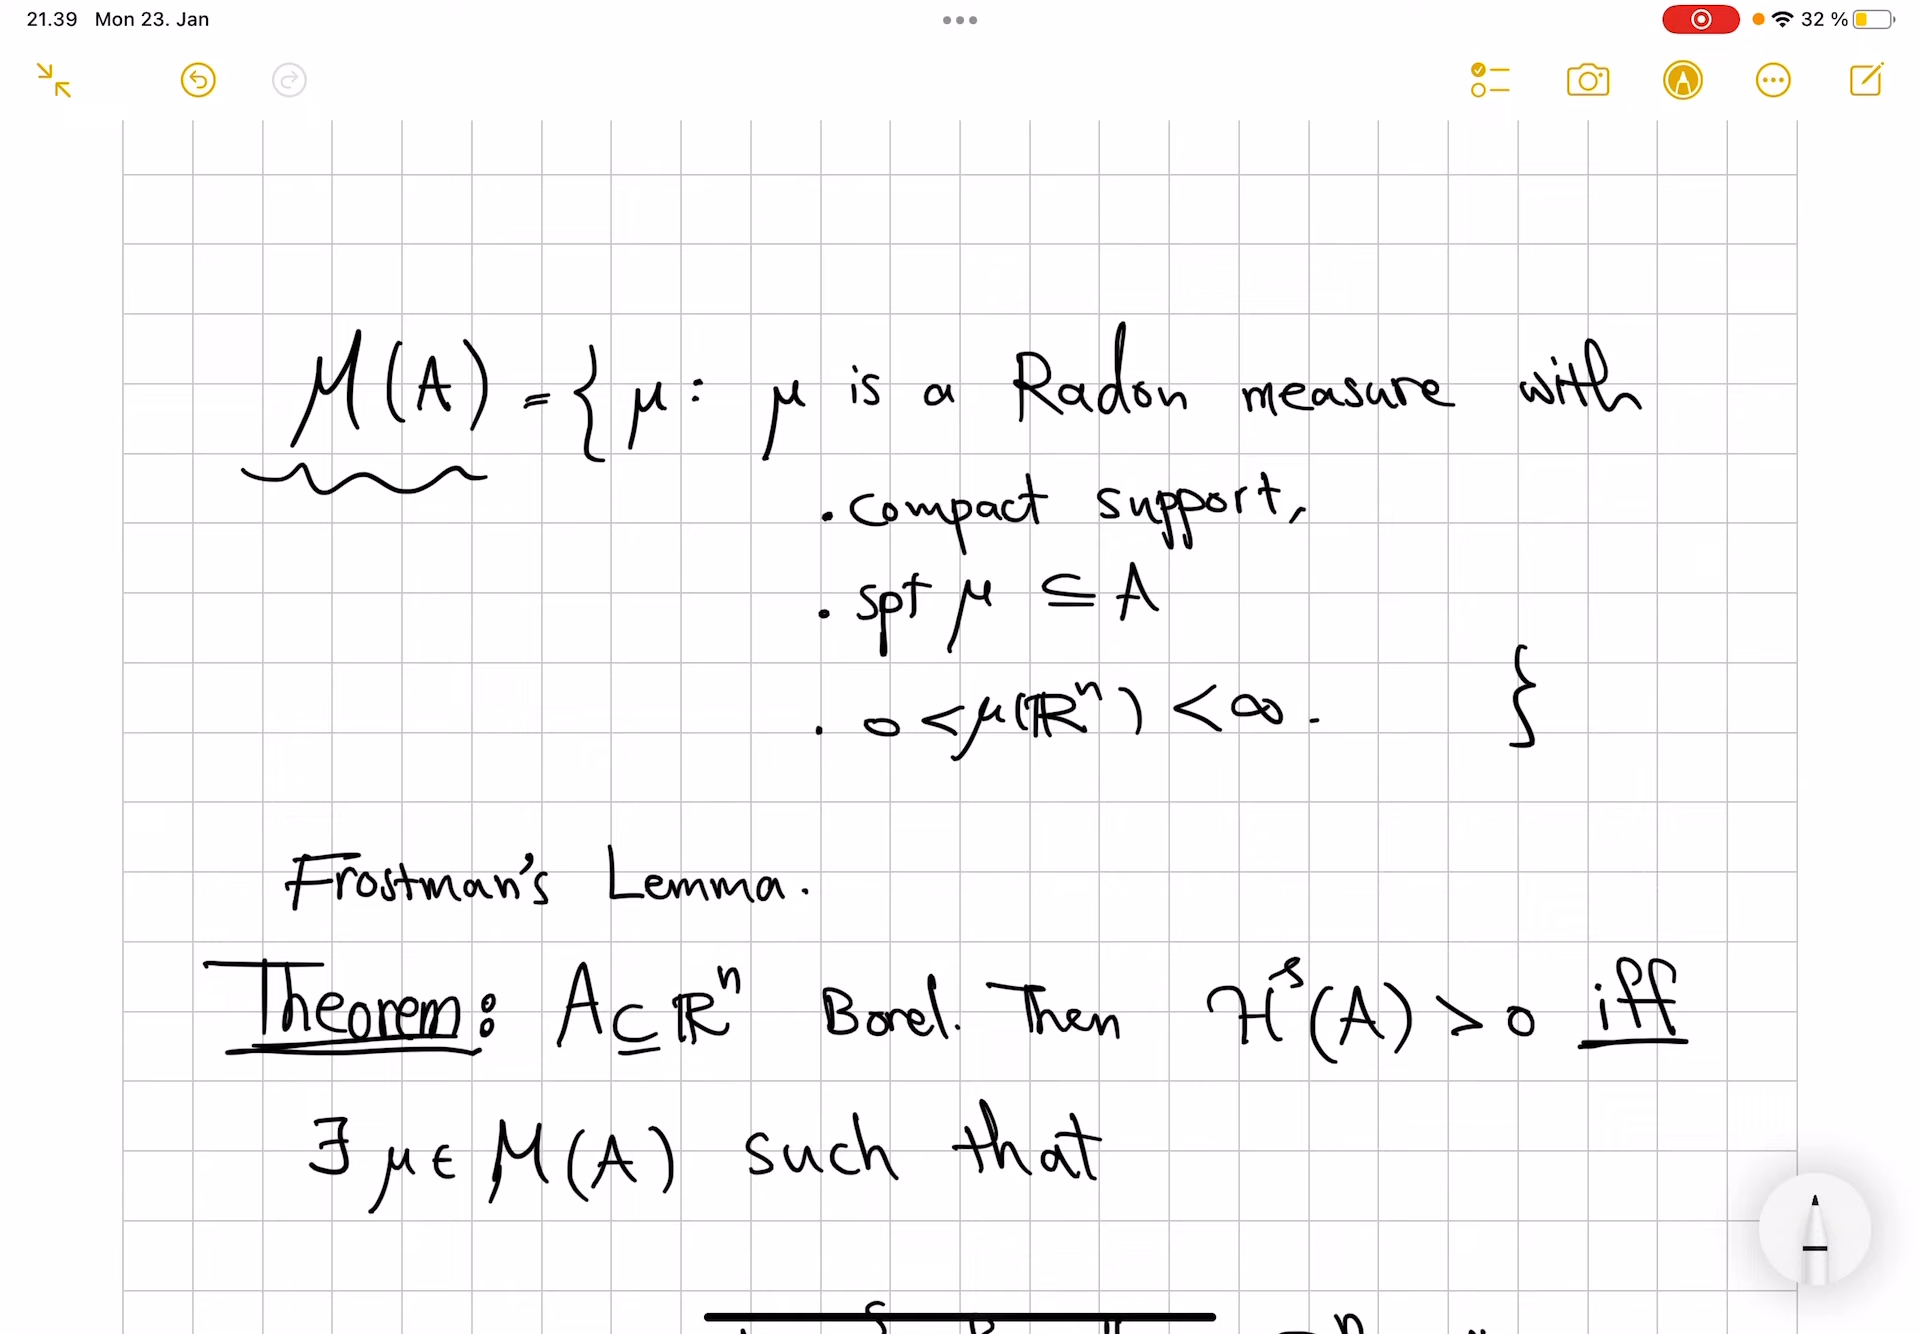 21.39 Mon 23. Jan
32 %
M(A) = { μ: μ is a Radon measure with
· compact support,
· spt μ ⊆ A
· 0 < μ(ℝⁿ) < ∞. }
Frostman's Lemma.
Theorem: A ⊆ ℝⁿ Borel. Then ℋˢ(A) > 0 iff
∃ μ ∈ M(A) such that